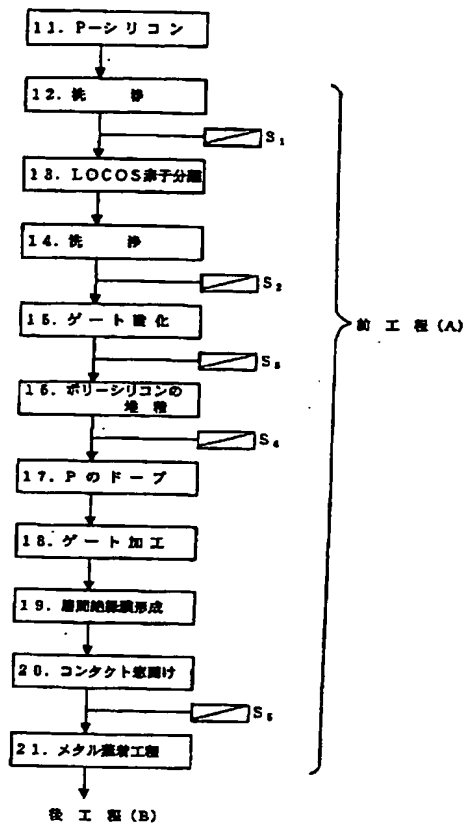 11. P－シリコン
12. 洗　浄
S₁
13. LOCOS素子分離
14. 洗　浄
S₂
15. ゲート酸化
S₃
16. ポリーシリコンの
堆積
S₄
17. Pのドープ
18. ゲート加工
19. 層間絶縁膜形成
20. コンタクト窓開け
S₅
21. メタル蒸着工程
前工程(A)
後工程(B)